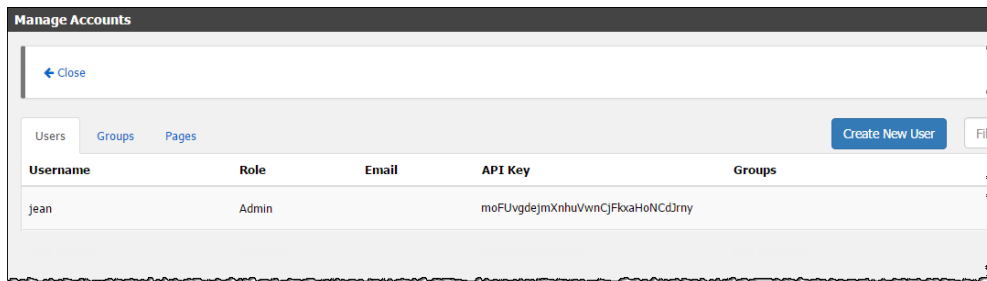 Manage Accounts
Close
Users Groups Pages Create New User
Username Role Email API Key Groups
jean Admin moFUvgdejmXnhuVwnCjFkxaHoNCdJrny